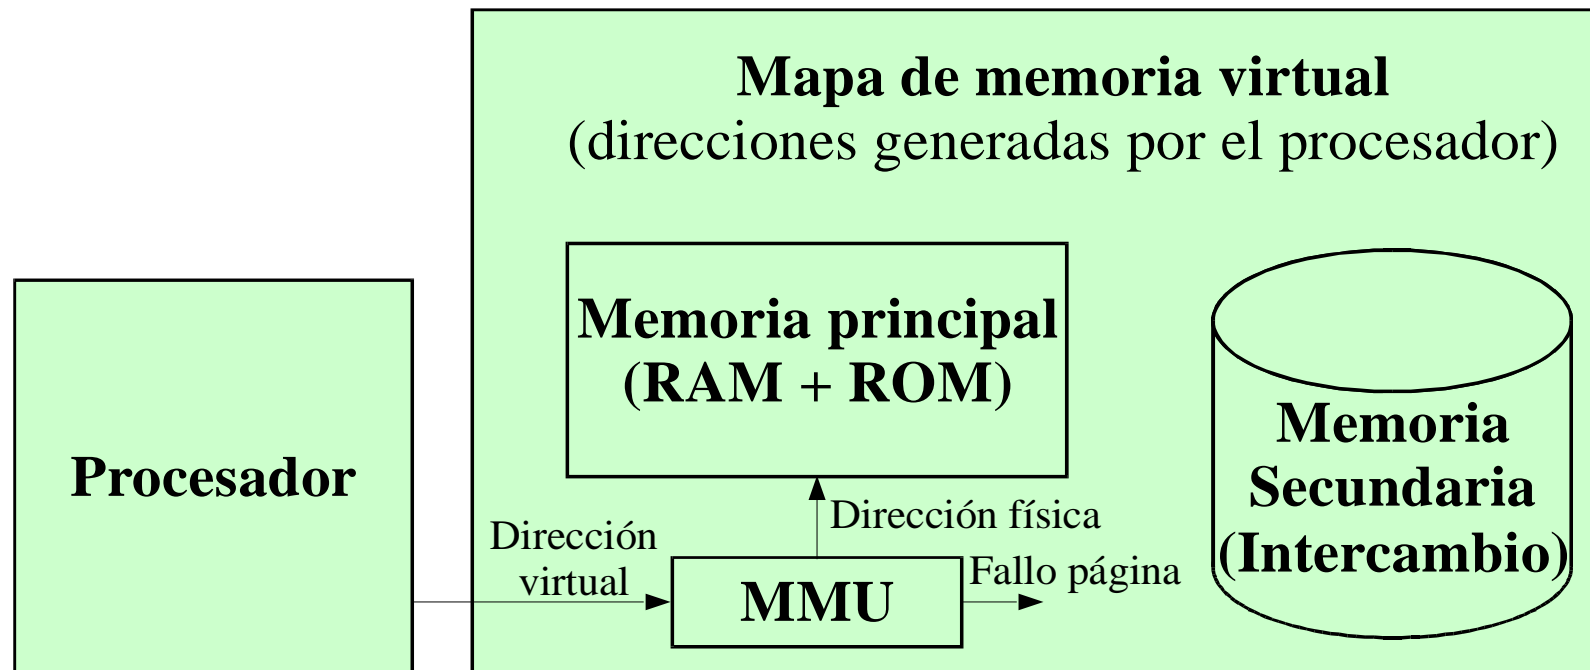 Mapa de memoria virtual
(direcciones generadas por el procesador)
Memoria principal
(RAM + ROM)
Procesador
Memoria
Secundaria
(Intercambio)
Dirección
virtual
Dirección física
MMU
Fallo página